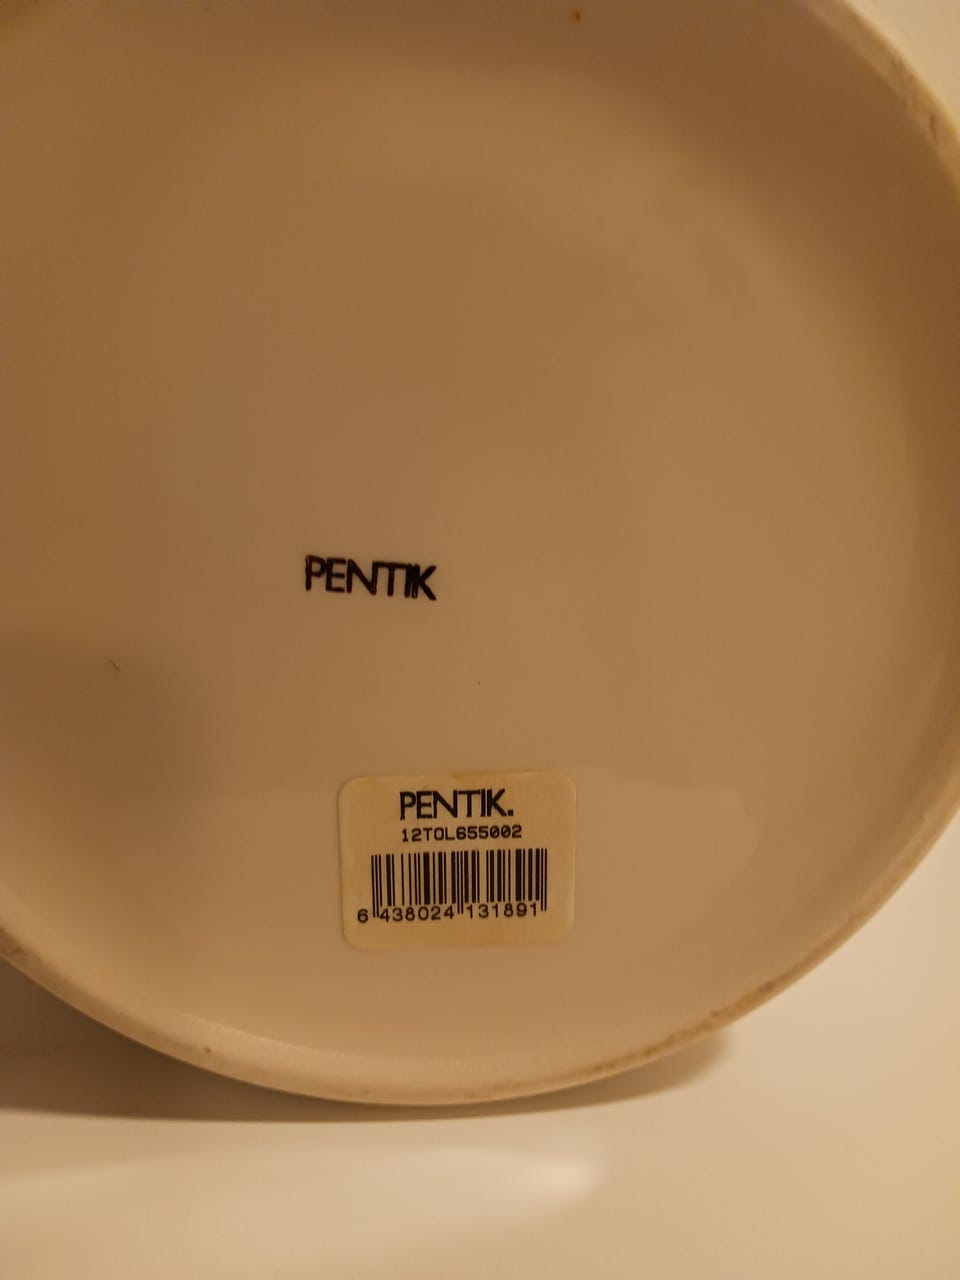 PENTIK
PENTIK.
12TOL655002
6 438024 131891